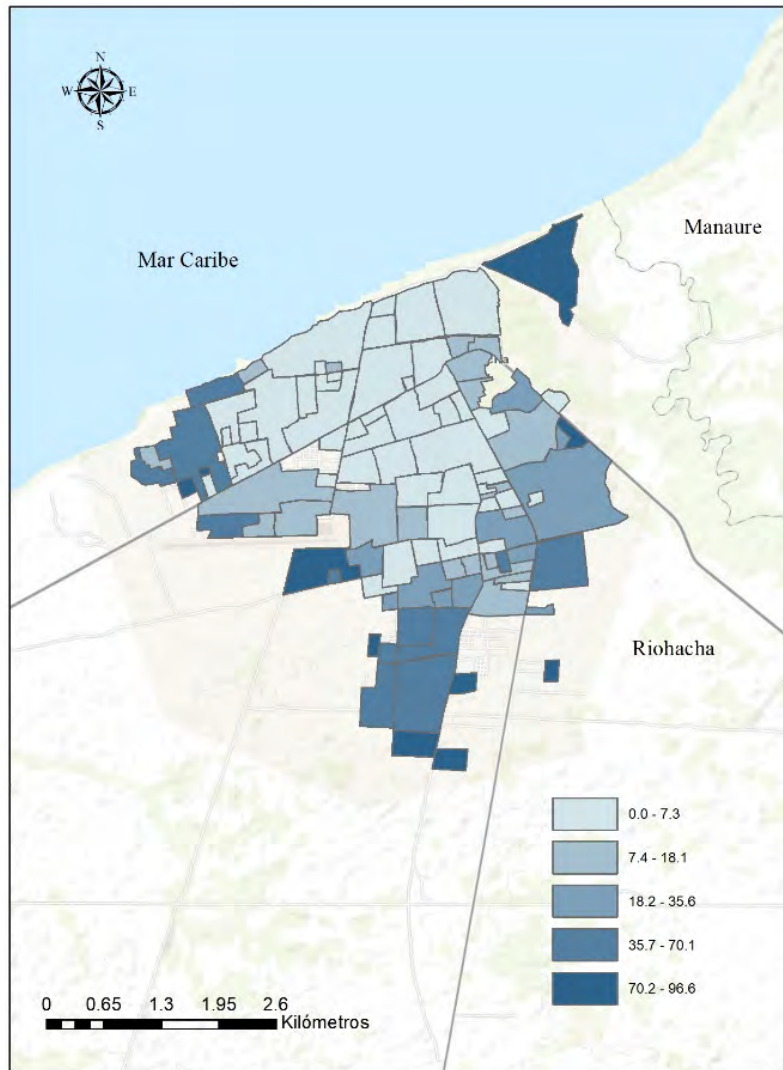 N
W E
S
Manaure
Mar Caribe
Riohacha
0.0 - 7.3
7.4 - 18.1
18.2 - 35.6
35.7 - 70.1
70.2 - 96.6
0 0.65 1.3 1.95 2.6
Kilómetros